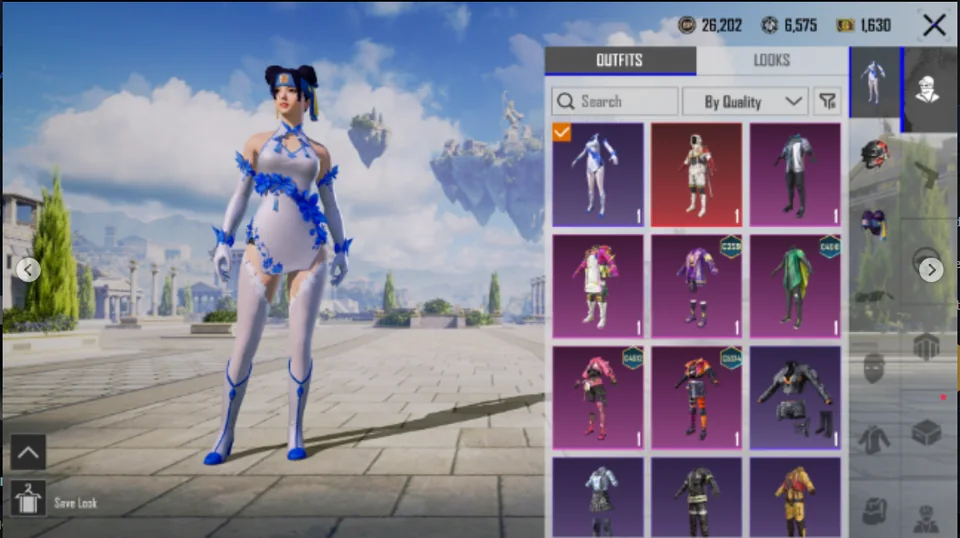 26,202 6,575 1,630
OUTFITS LOOKS
Search By Quality
1 1 1
1 1 1
1 1 1
Save Look